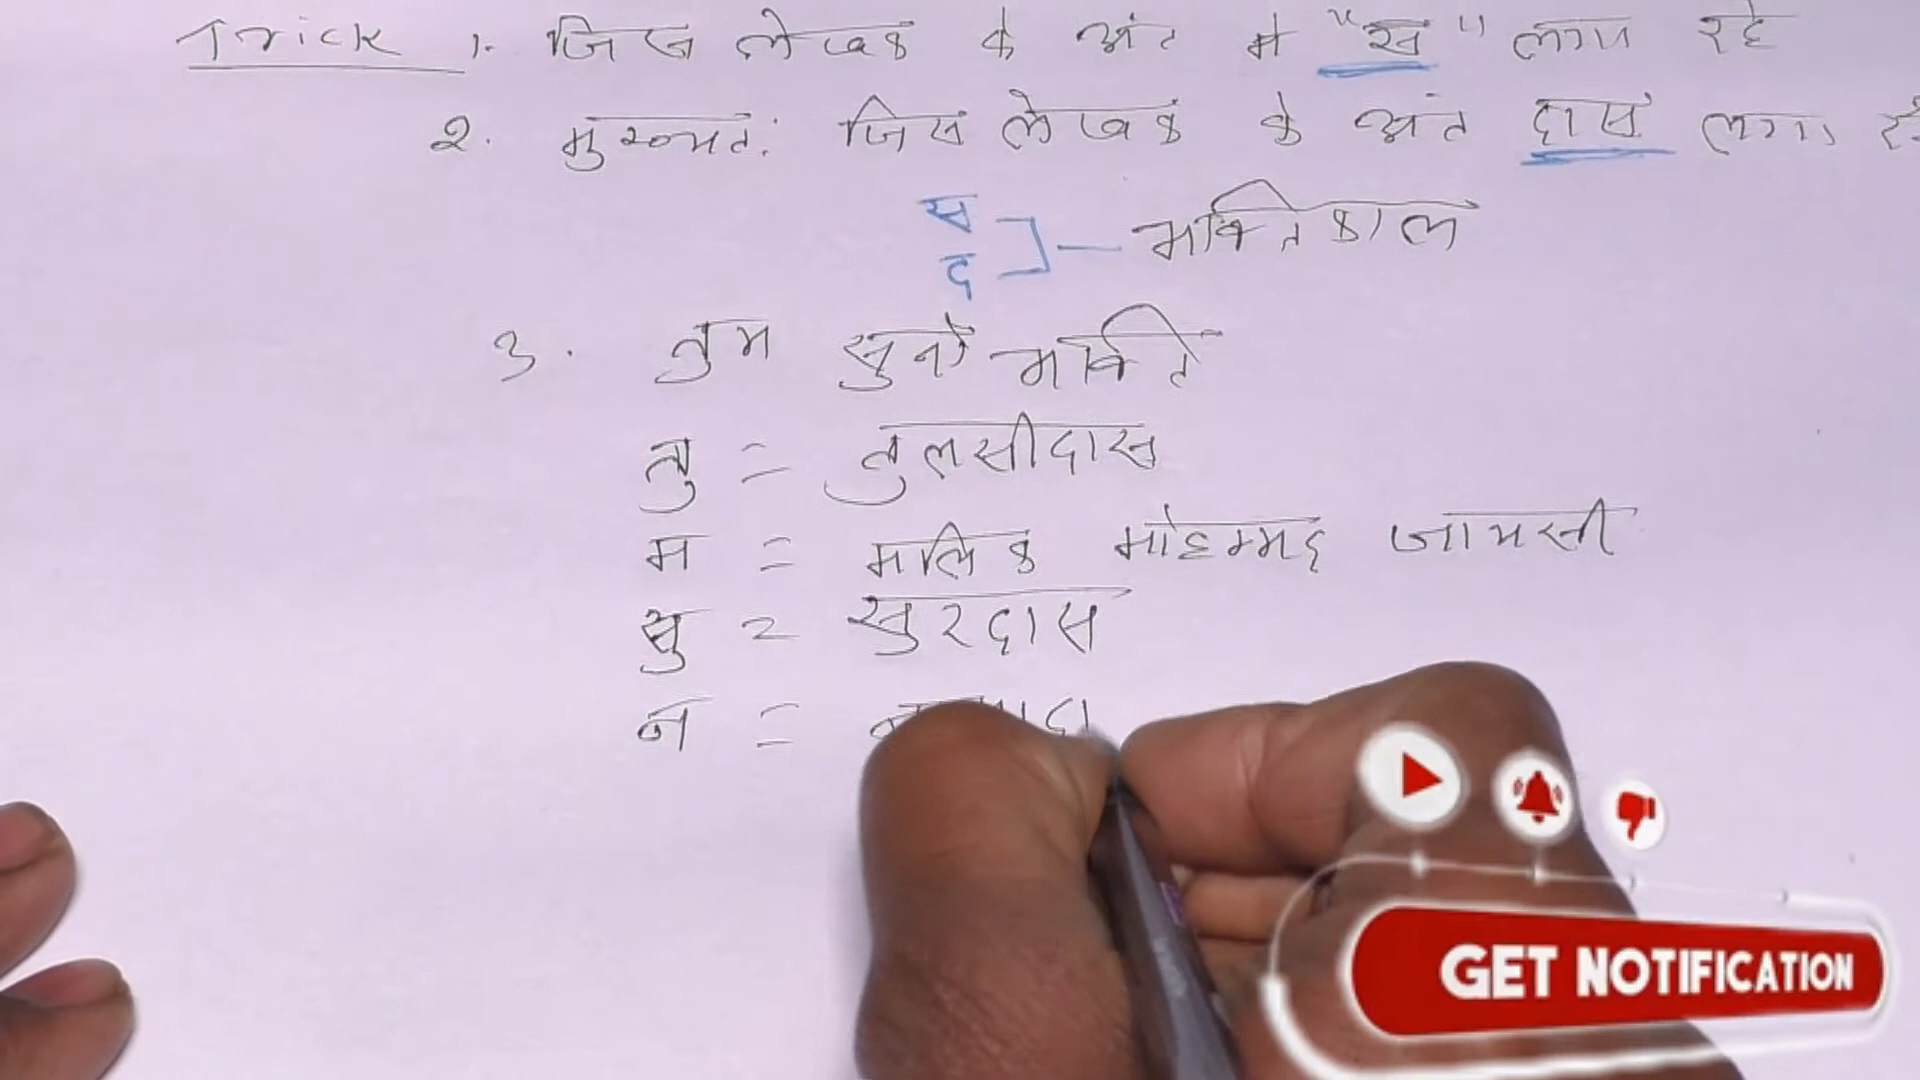 Trick 1. जिस लेखक के अंत मे "स" लगा रहे
2. मुख्यतः जिस लेखक के अंत दास लगा
स
द ]— भक्तिकाल
3. तुम सुनो भक्ति
तु = तुलसीदास
म = मलिक मोहम्मद जायसी
सु = सुरदास
न =
GET NOTIFICATION